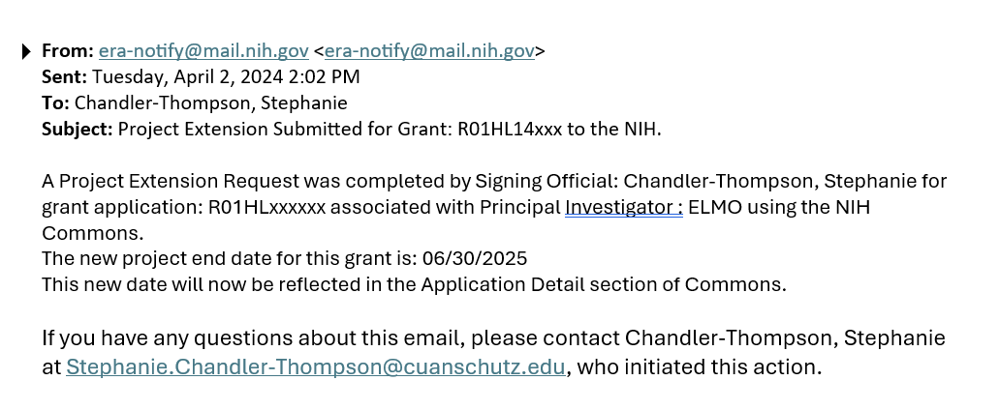 From: era-notify@mail.nih.gov <era-notify@mail.nih.gov>
Sent: Tuesday, April 2, 2024 2:02 PM
To: Chandler-Thompson, Stephanie
Subject: Project Extension Submitted for Grant: R01HL14xxx to the NIH.
A Project Extension Request was completed by Signing Official: Chandler-Thompson, Stephanie for
grant application: R01HLxxxxxx associated with Principal Investigator : ELMO using the NIH
Commons.
The new project end date for this grant is: 06/30/2025
This new date will now be reflected in the Application Detail section of Commons.
If you have any questions about this email, please contact Chandler-Thompson, Stephanie
at Stephanie.Chandler-Thompson@cuanschutz.edu, who initiated this action.